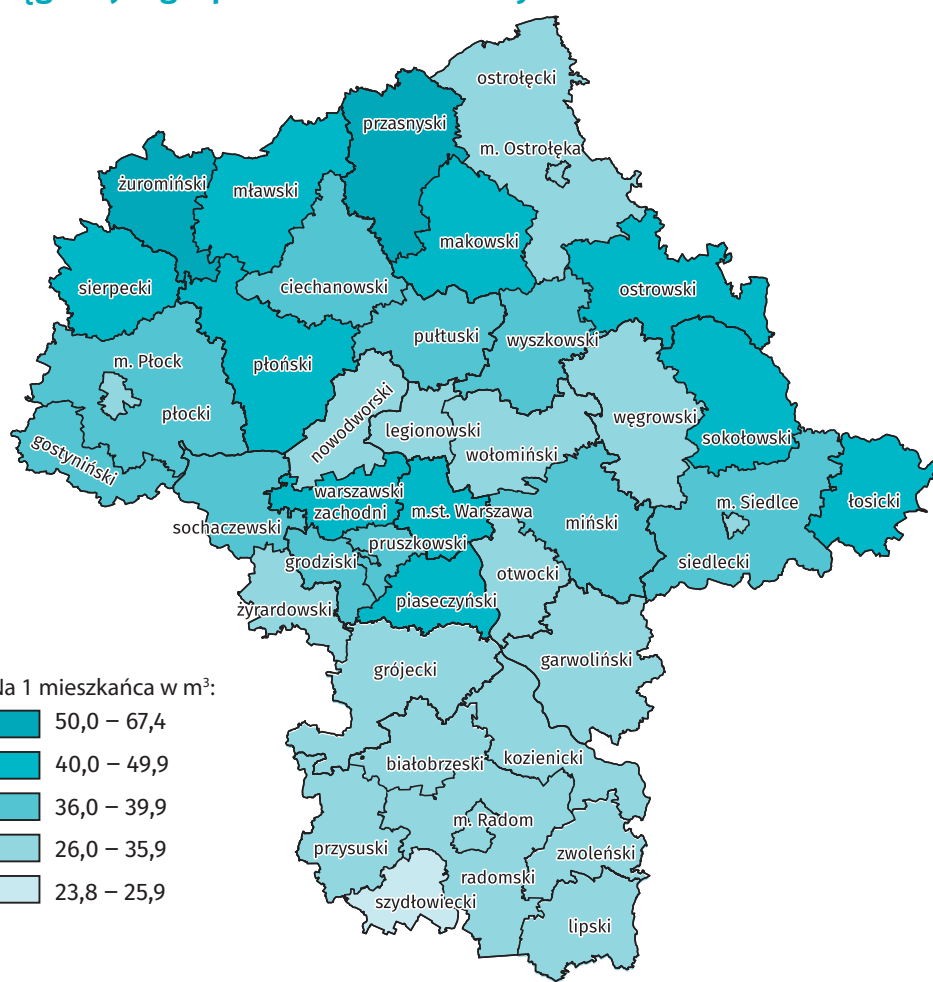 ostrołęcki
przasnyski
m. Ostrołęka
żuromiński
mławski
makowski
sierpecki
ciechanowski
ostrowski
pułtuski
wyszkowski
m. Płock
płoński
płocki
nowodworski
legionowski
węgrowski
sokołowski
gostyniński
wołomiński
warszawski
zachodni
m.st. Warszawa
m. Siedlce
łosicki
sochaczewski
miński
pruszkowski
grodziski
siedlecki
otwocki
piaseczyński
żyrardowski
grójecki
garwoliński
Na 1 mieszkańca w m³:
50,0 – 67,4
40,0 – 49,9
36,0 – 39,9
26,0 – 35,9
23,8 – 25,9
białobrzeski
kozienicki
m. Radom
przysuski
zwoleński
radomski
szydłowiecki
lipski